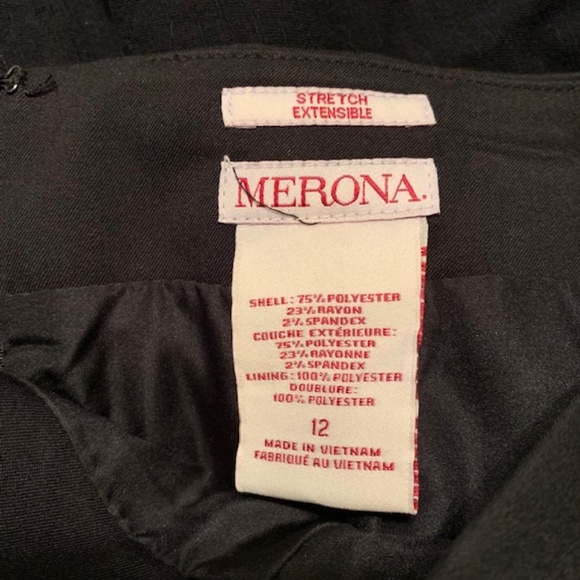 STRETCH
EXTENSIBLE
MERONA.
SHELL: 75% POLYESTER
23% RAYON
2% SPANDEX
COUCHE EXTÉRIEURE:
75% POLYESTER
23% RAYONNE
2% SPANDEX
LINING: 100% POLYESTER
DOUBLURE:
100% POLYESTER
12
MADE IN VIETNAM
FABRIQUÉ AU VIETNAM